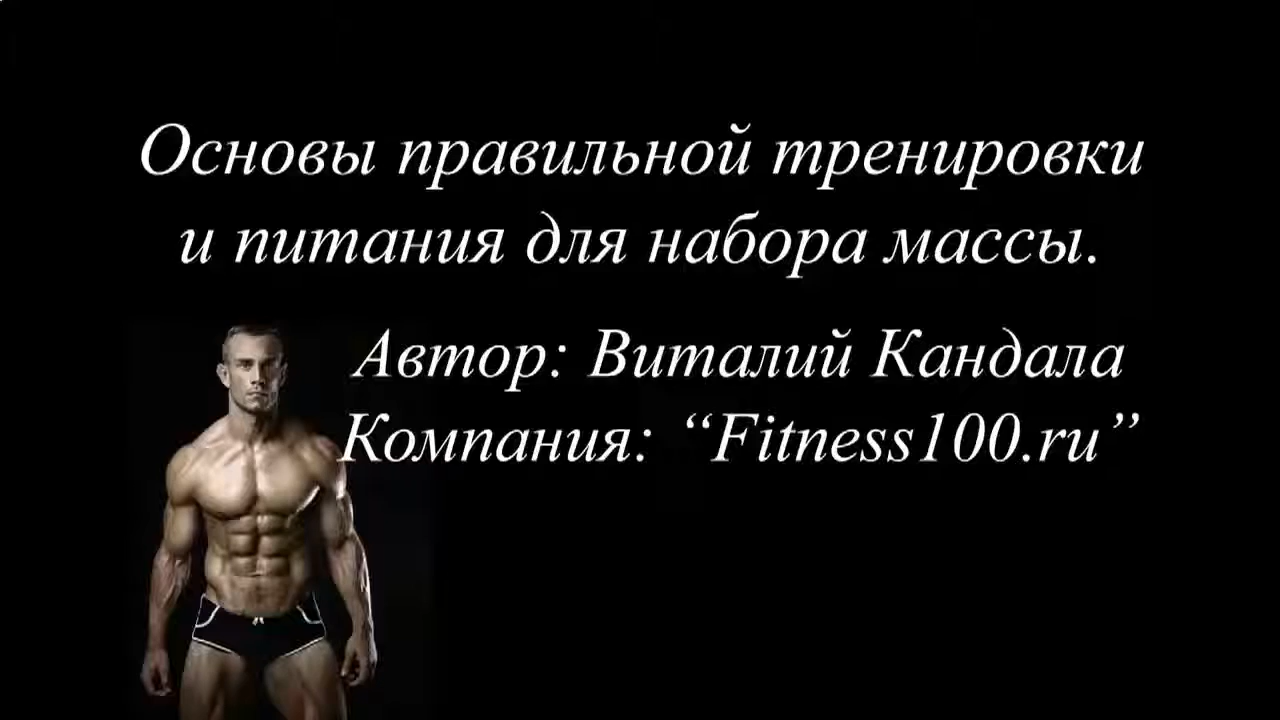 Основы правильной тренировки
и питания для набора массы.
Автор: Виталий Кандала
Компания: “Fitness100.ru”